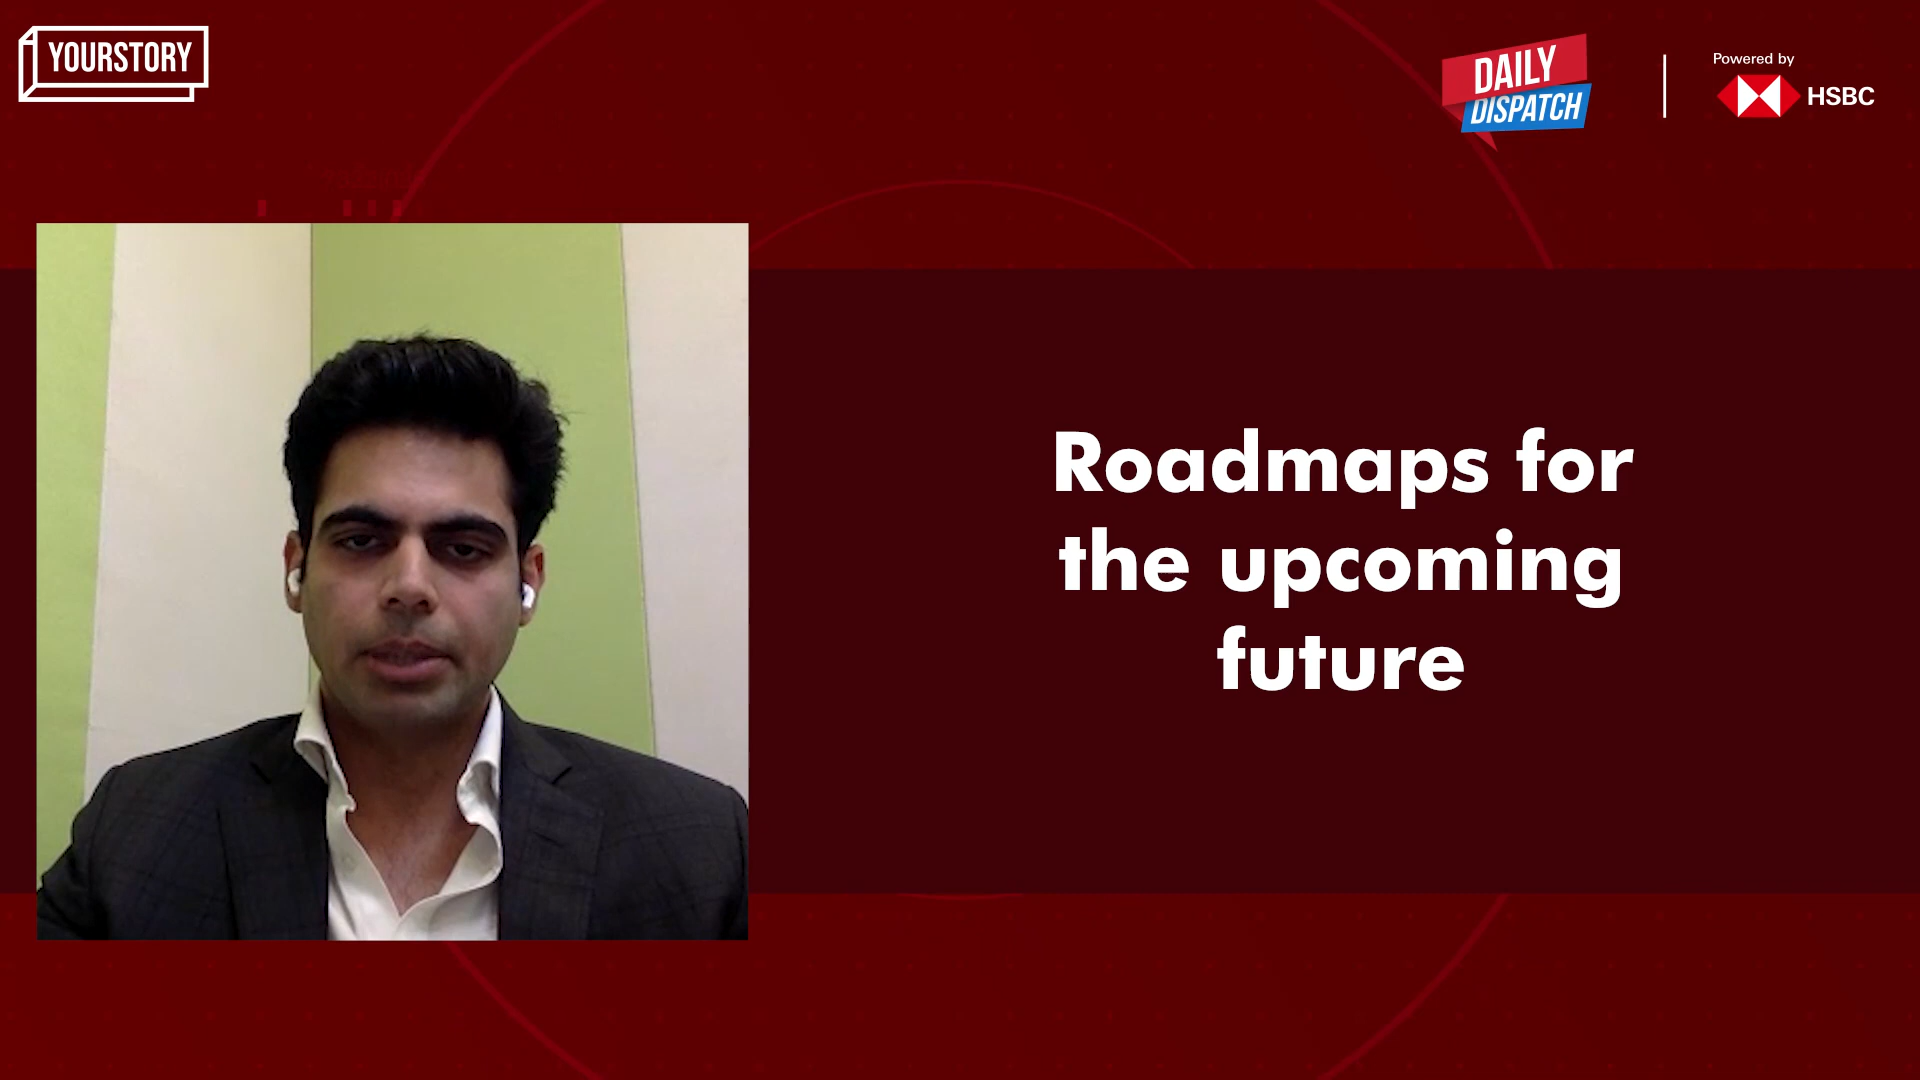 YOURSTORY
DAILY
DISPATCH
Powered by
HSBC
Roadmaps for
the upcoming
future